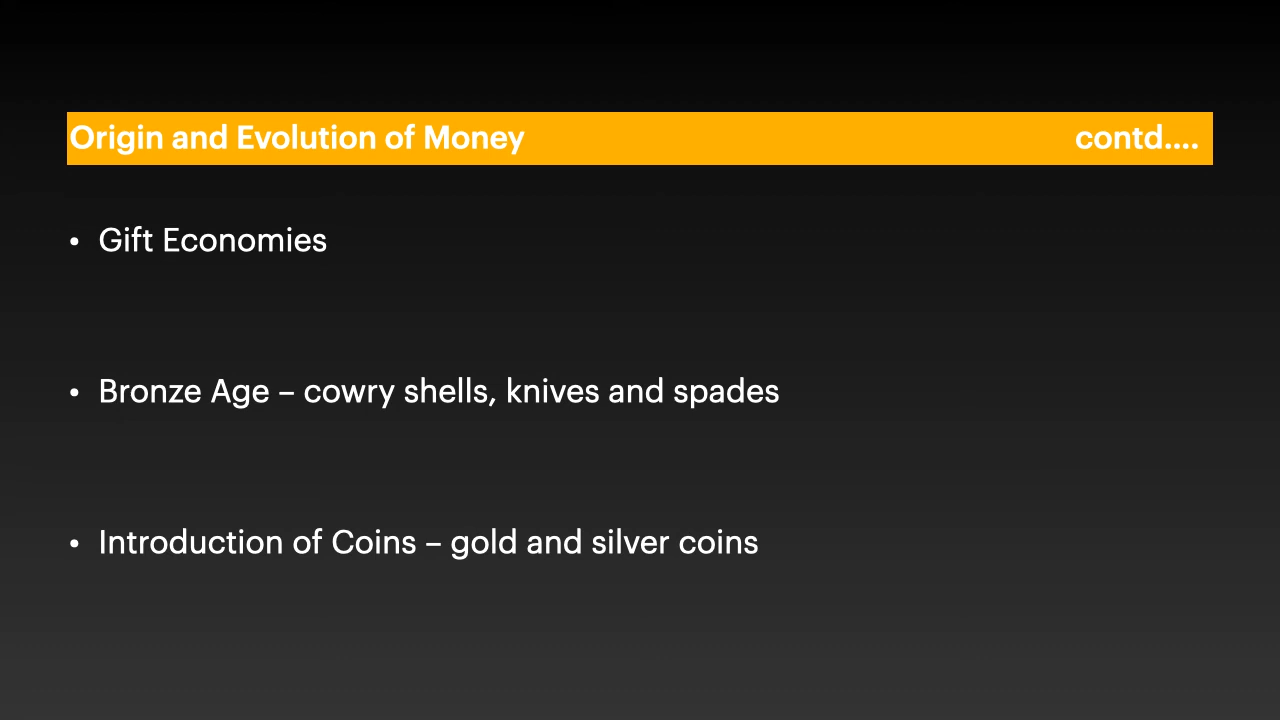 Origin and Evolution of Money contd....
• Gift Economies
• Bronze Age – cowry shells, knives and spades
• Introduction of Coins – gold and silver coins